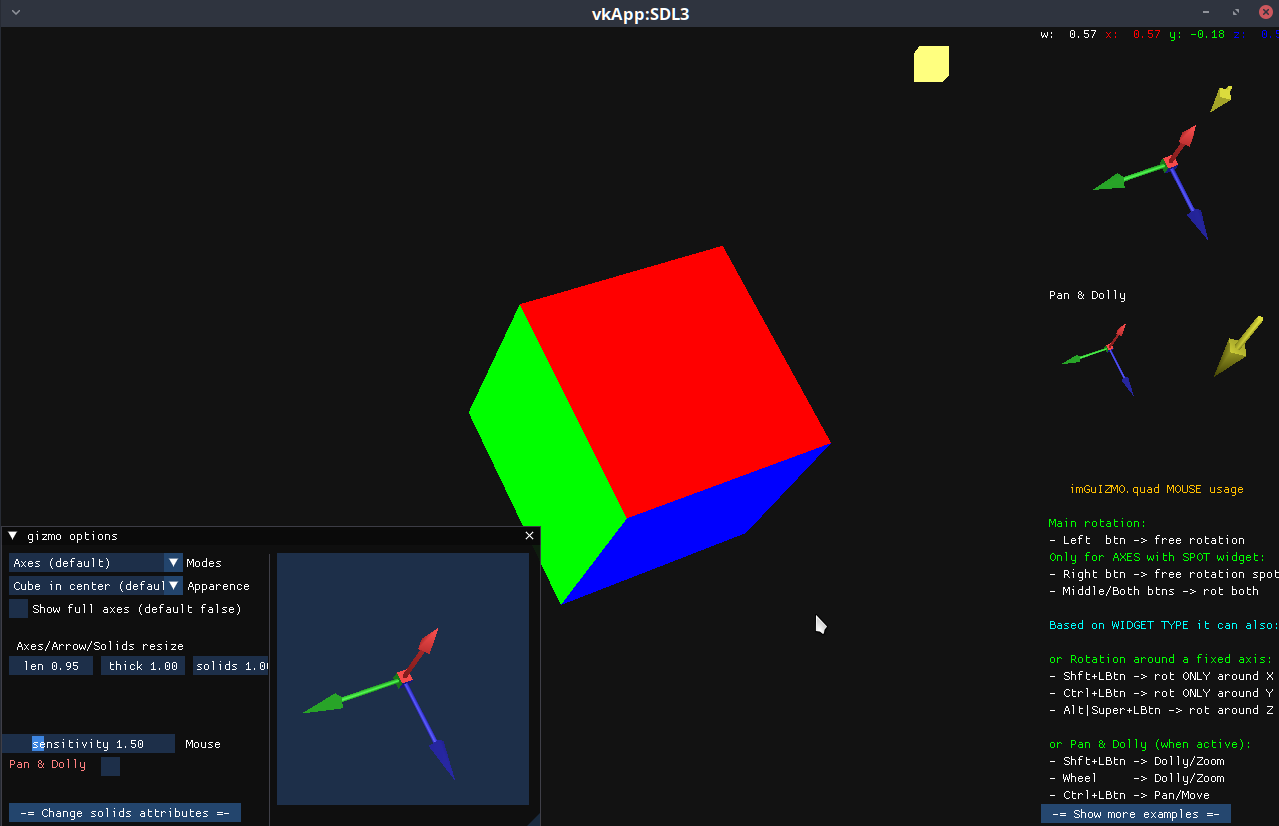 vkApp:SDL3
w: 0.57 x: 0.57 y: -0.18 z:
Pan & Dolly
imGuIZMO.quad MOUSE usage
Main rotation:
- Left btn -> free rotation
Only for AXES with SPOT widget:
- Right btn -> free rotation spot
- Middle/Both btns -> rot both
Based on WIDGET TYPE it can also:
or Rotation around a fixed axis:
- Shft+LBtn -> rot ONLY around X
- Ctrl+LBtn -> rot ONLY around Y
- Alt|Super+LBtn -> rot around Z
or Pan & Dolly (when active):
- Shft+LBtn -> Dolly/Zoom
- Wheel -> Dolly/Zoom
- Ctrl+LBtn -> Pan/Move
-= Show more examples =-
gizmo options
Axes (default) Modes
Cube in center (defaul Apparence
Show full axes (default false)
Axes/Arrow/Solids resize
len 0.95 thick 1.00 solids 1.00
sensitivity 1.50 Mouse
Pan & Dolly
-= Change solids attributes =-